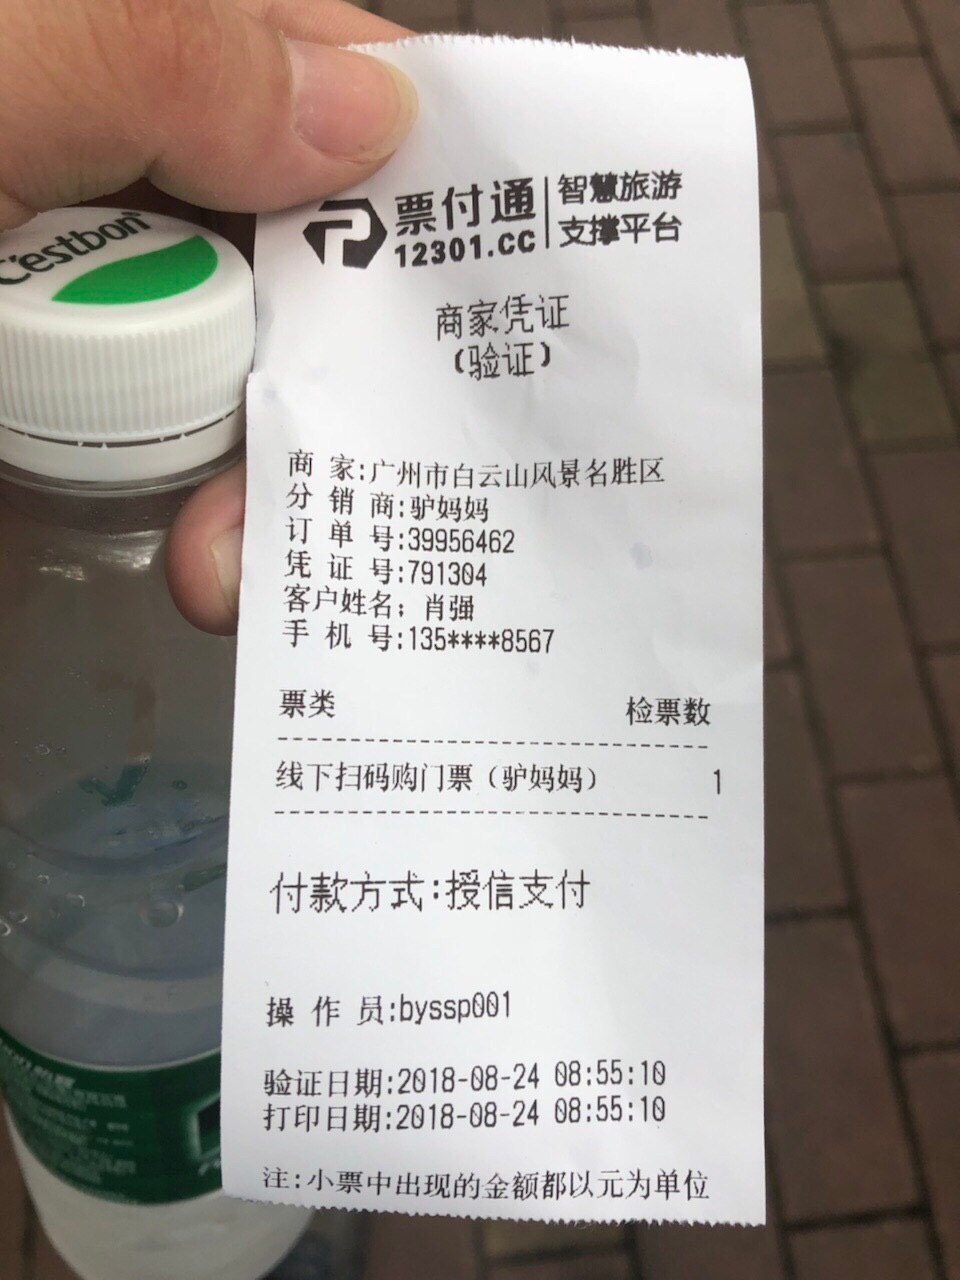 C'estbon
票付通
12301.CC
智慧旅游
支撑平台
商家凭证
(验证)
商 家:广州市白云山风景名胜区
分 销 商:驴妈妈
订 单 号:39956462
凭 证 号:791304
客户姓名：肖强
手 机 号:135****8567
票类 检票数
线下扫码购门票（驴妈妈） 1
付款方式:授信支付
操 作 员:byssp001
验证日期:2018-08-24 08:55:10
打印日期:2018-08-24 08:55:10
注:小票中出现的金额都以元为单位